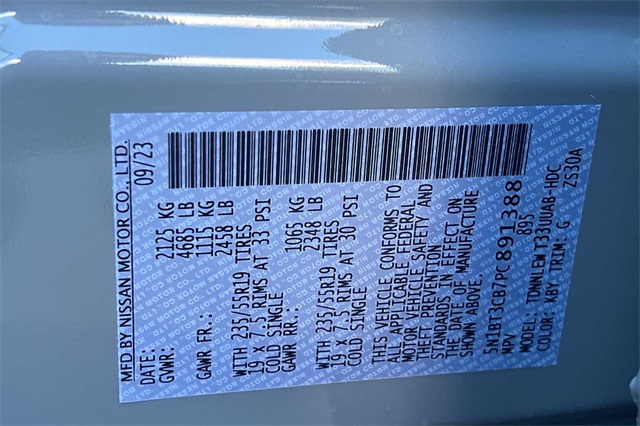 MFD BY NISSAN MOTOR CO., LTD.
DATE: 09/23
GVWR: 2125 KG
4685 LB
GAWR FR.: 1115 KG
2458 LB
WITH 235/55R19 TIRES
19 X 7.5 RIMS AT 33 PSI
COLD SINGLE
GAWR RR.: 1065 KG
2348 LB
WITH 235/55R19 TIRES
19 X 7.5 RIMS AT 30 PSI
COLD SINGLE
THIS VEHICLE CONFORMS TO
ALL APPLICABLE FEDERAL
MOTOR VEHICLE SAFETY AND
THEFT PREVENTION
STANDARDS IN EFFECT ON
THE DATE OF MANUFACTURE
SHOWN ABOVE.
5N1BT3CB7PC891388
MPV 895
MODEL: TDNNLEW T33UUAB-HDC
COLOR: KBY TRIM: G ZS30A